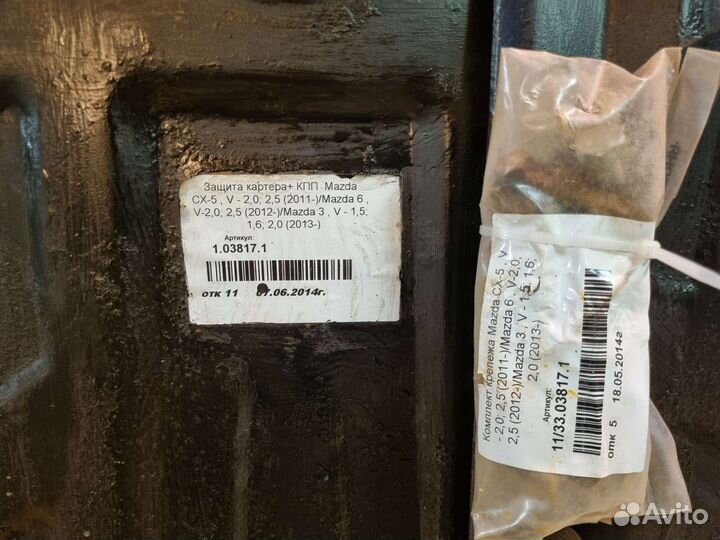 Защита картера+ КПП Mazda
CX-5 , V - 2,0; 2,5 (2011-)/Mazda 6 ,
V-2,0; 2,5 (2012-)/Mazda 3 , V - 1,5;
1,6; 2,0 (2013-)
Артикул:
1.03817.1
отк 11 07.06.2014г.
Комплект крепежа Mazda CX-5 , V
- 2,0; 2,5 (2011-)/Mazda 6 , V-2,0;
2,5 (2012-)/Mazda 3 , V - 1,5; 1,6;
2,0 (2013-)
Артикул:
11/33.03817.1
отк 5 18.05.2014г
Avito